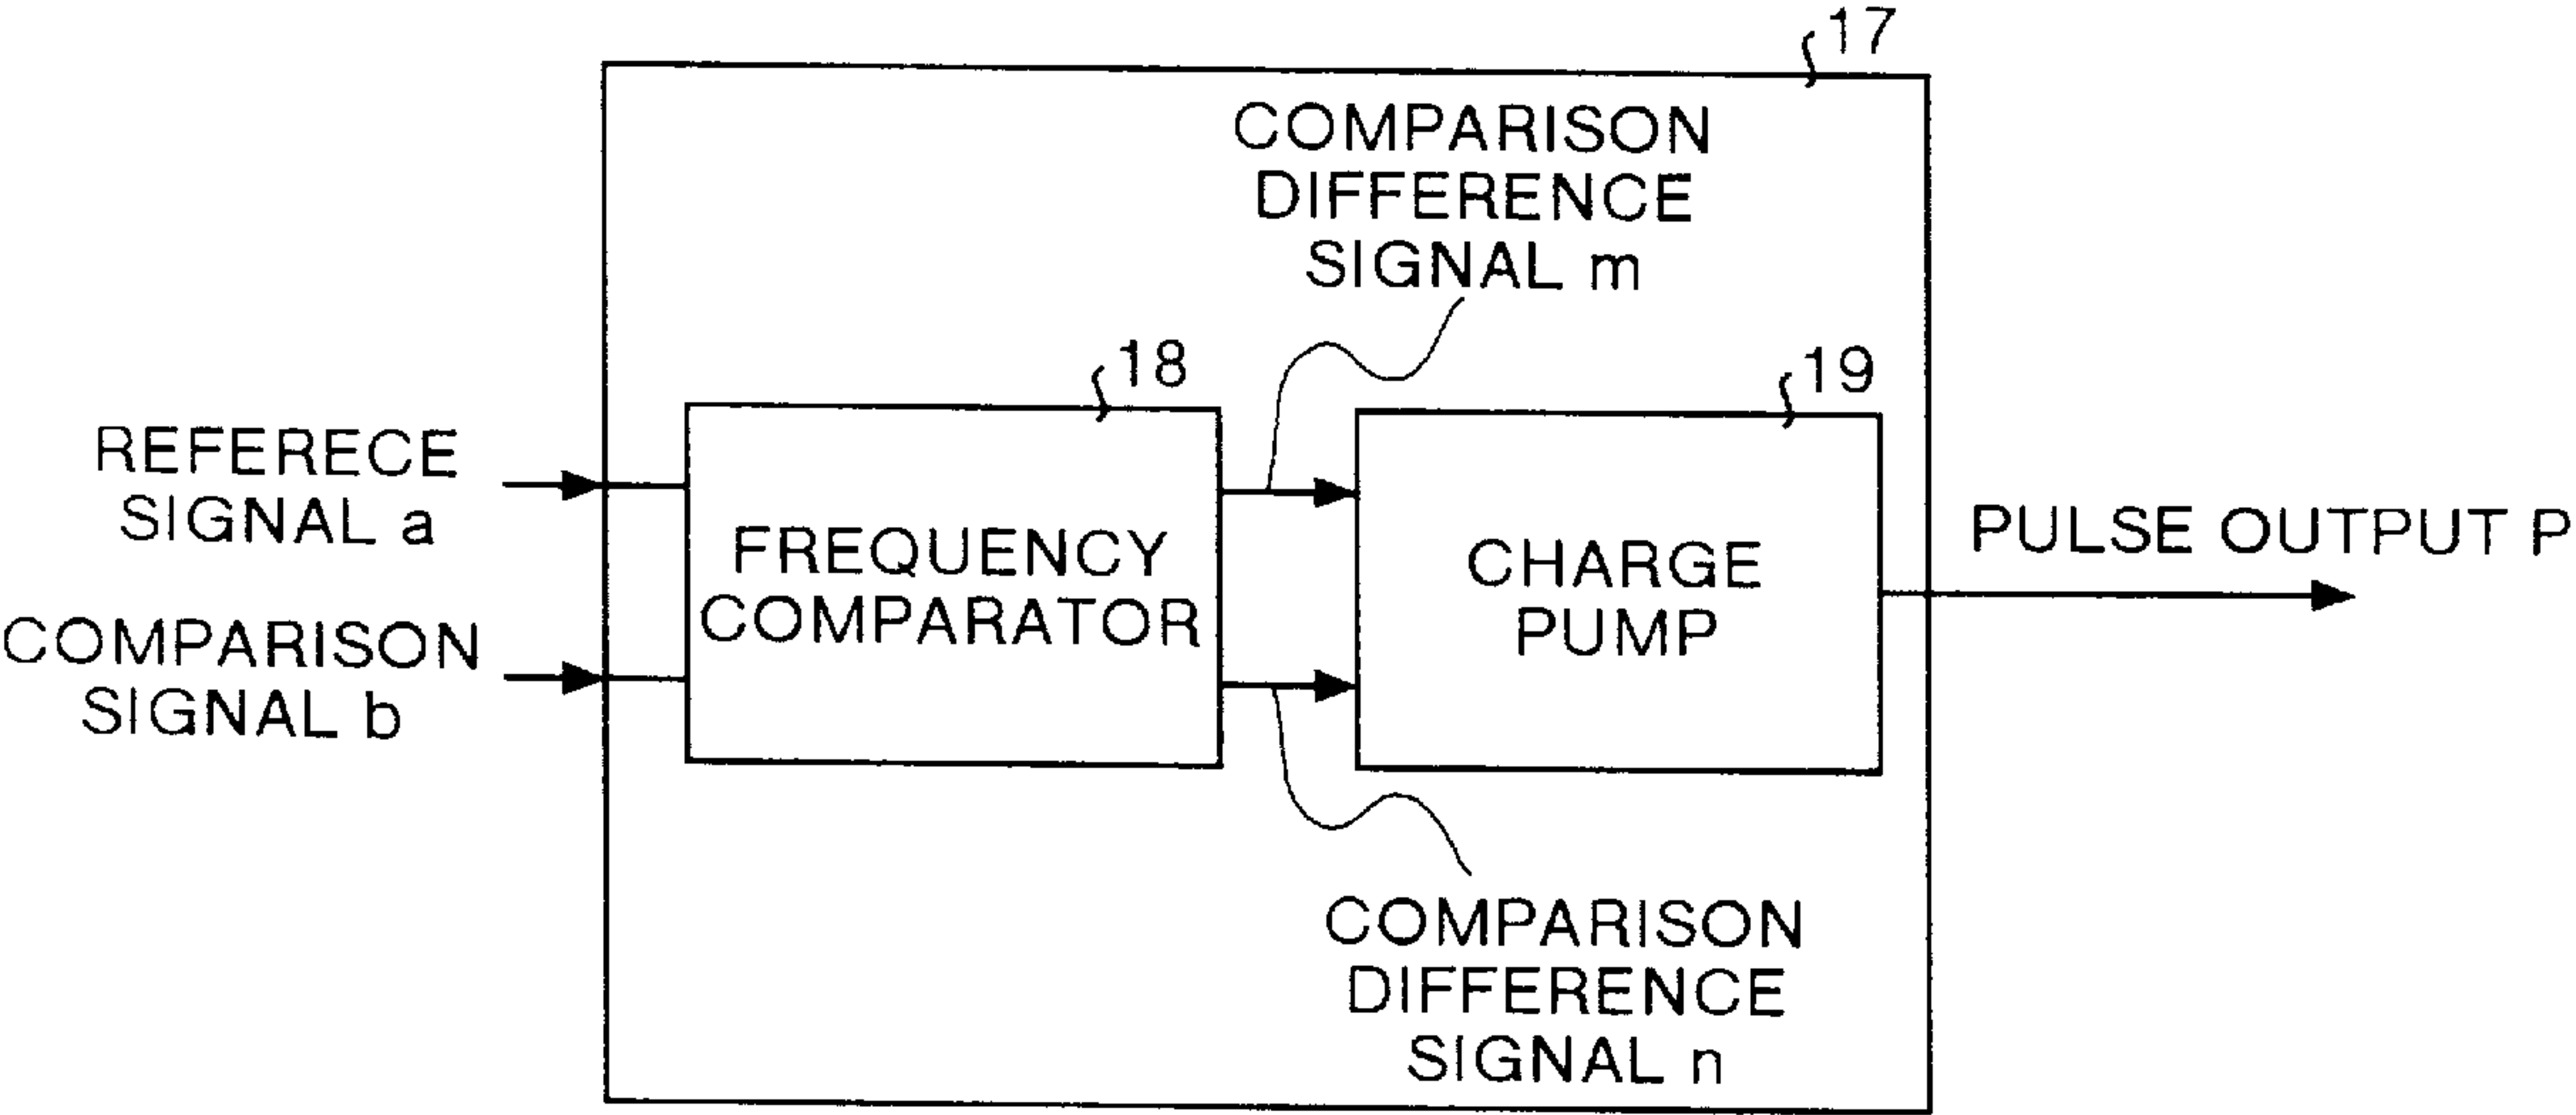 17
COMPARISON
DIFFERENCE
SIGNAL m
18
19
REFERECE
SIGNAL a
FREQUENCY
COMPARATOR
CHARGE
PUMP
PULSE OUTPUT P
COMPARISON
SIGNAL b
COMPARISON
DIFFERENCE
SIGNAL n